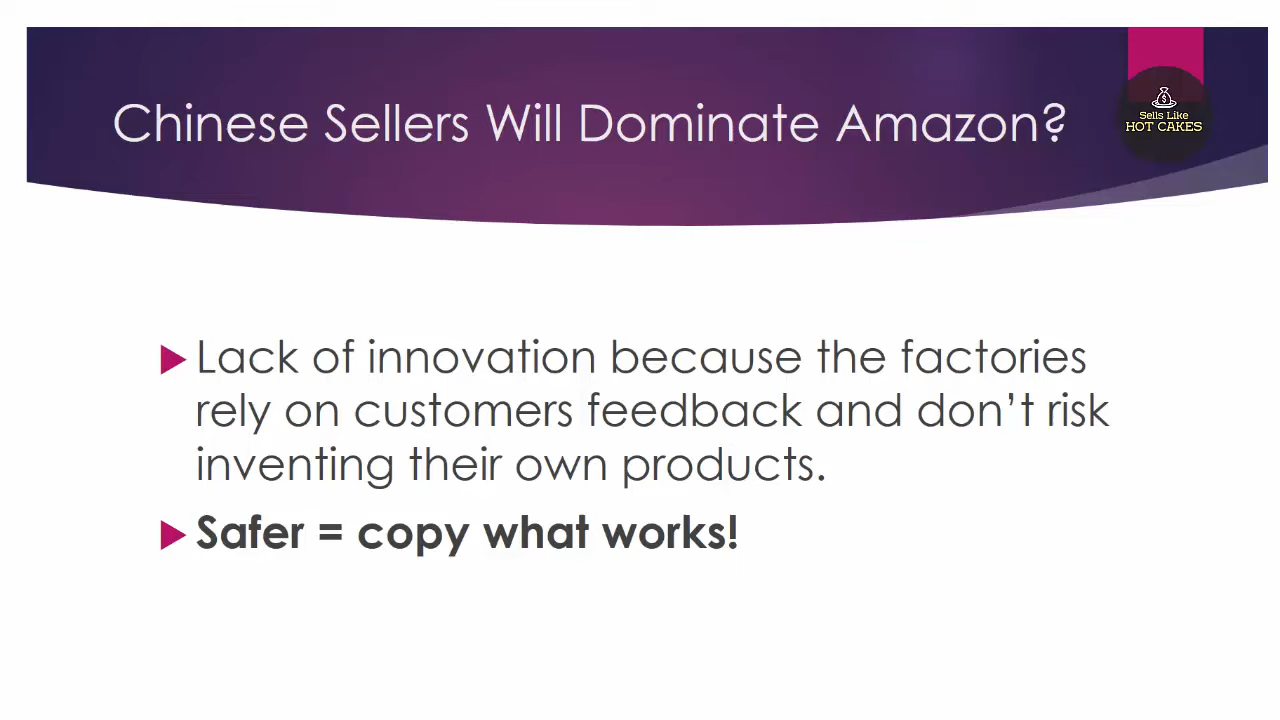 Chinese Sellers Will Dominate Amazon?
Sells Like
HOT CAKES
Lack of innovation because the factories
rely on customers feedback and don’t risk
inventing their own products.
Safer = copy what works!